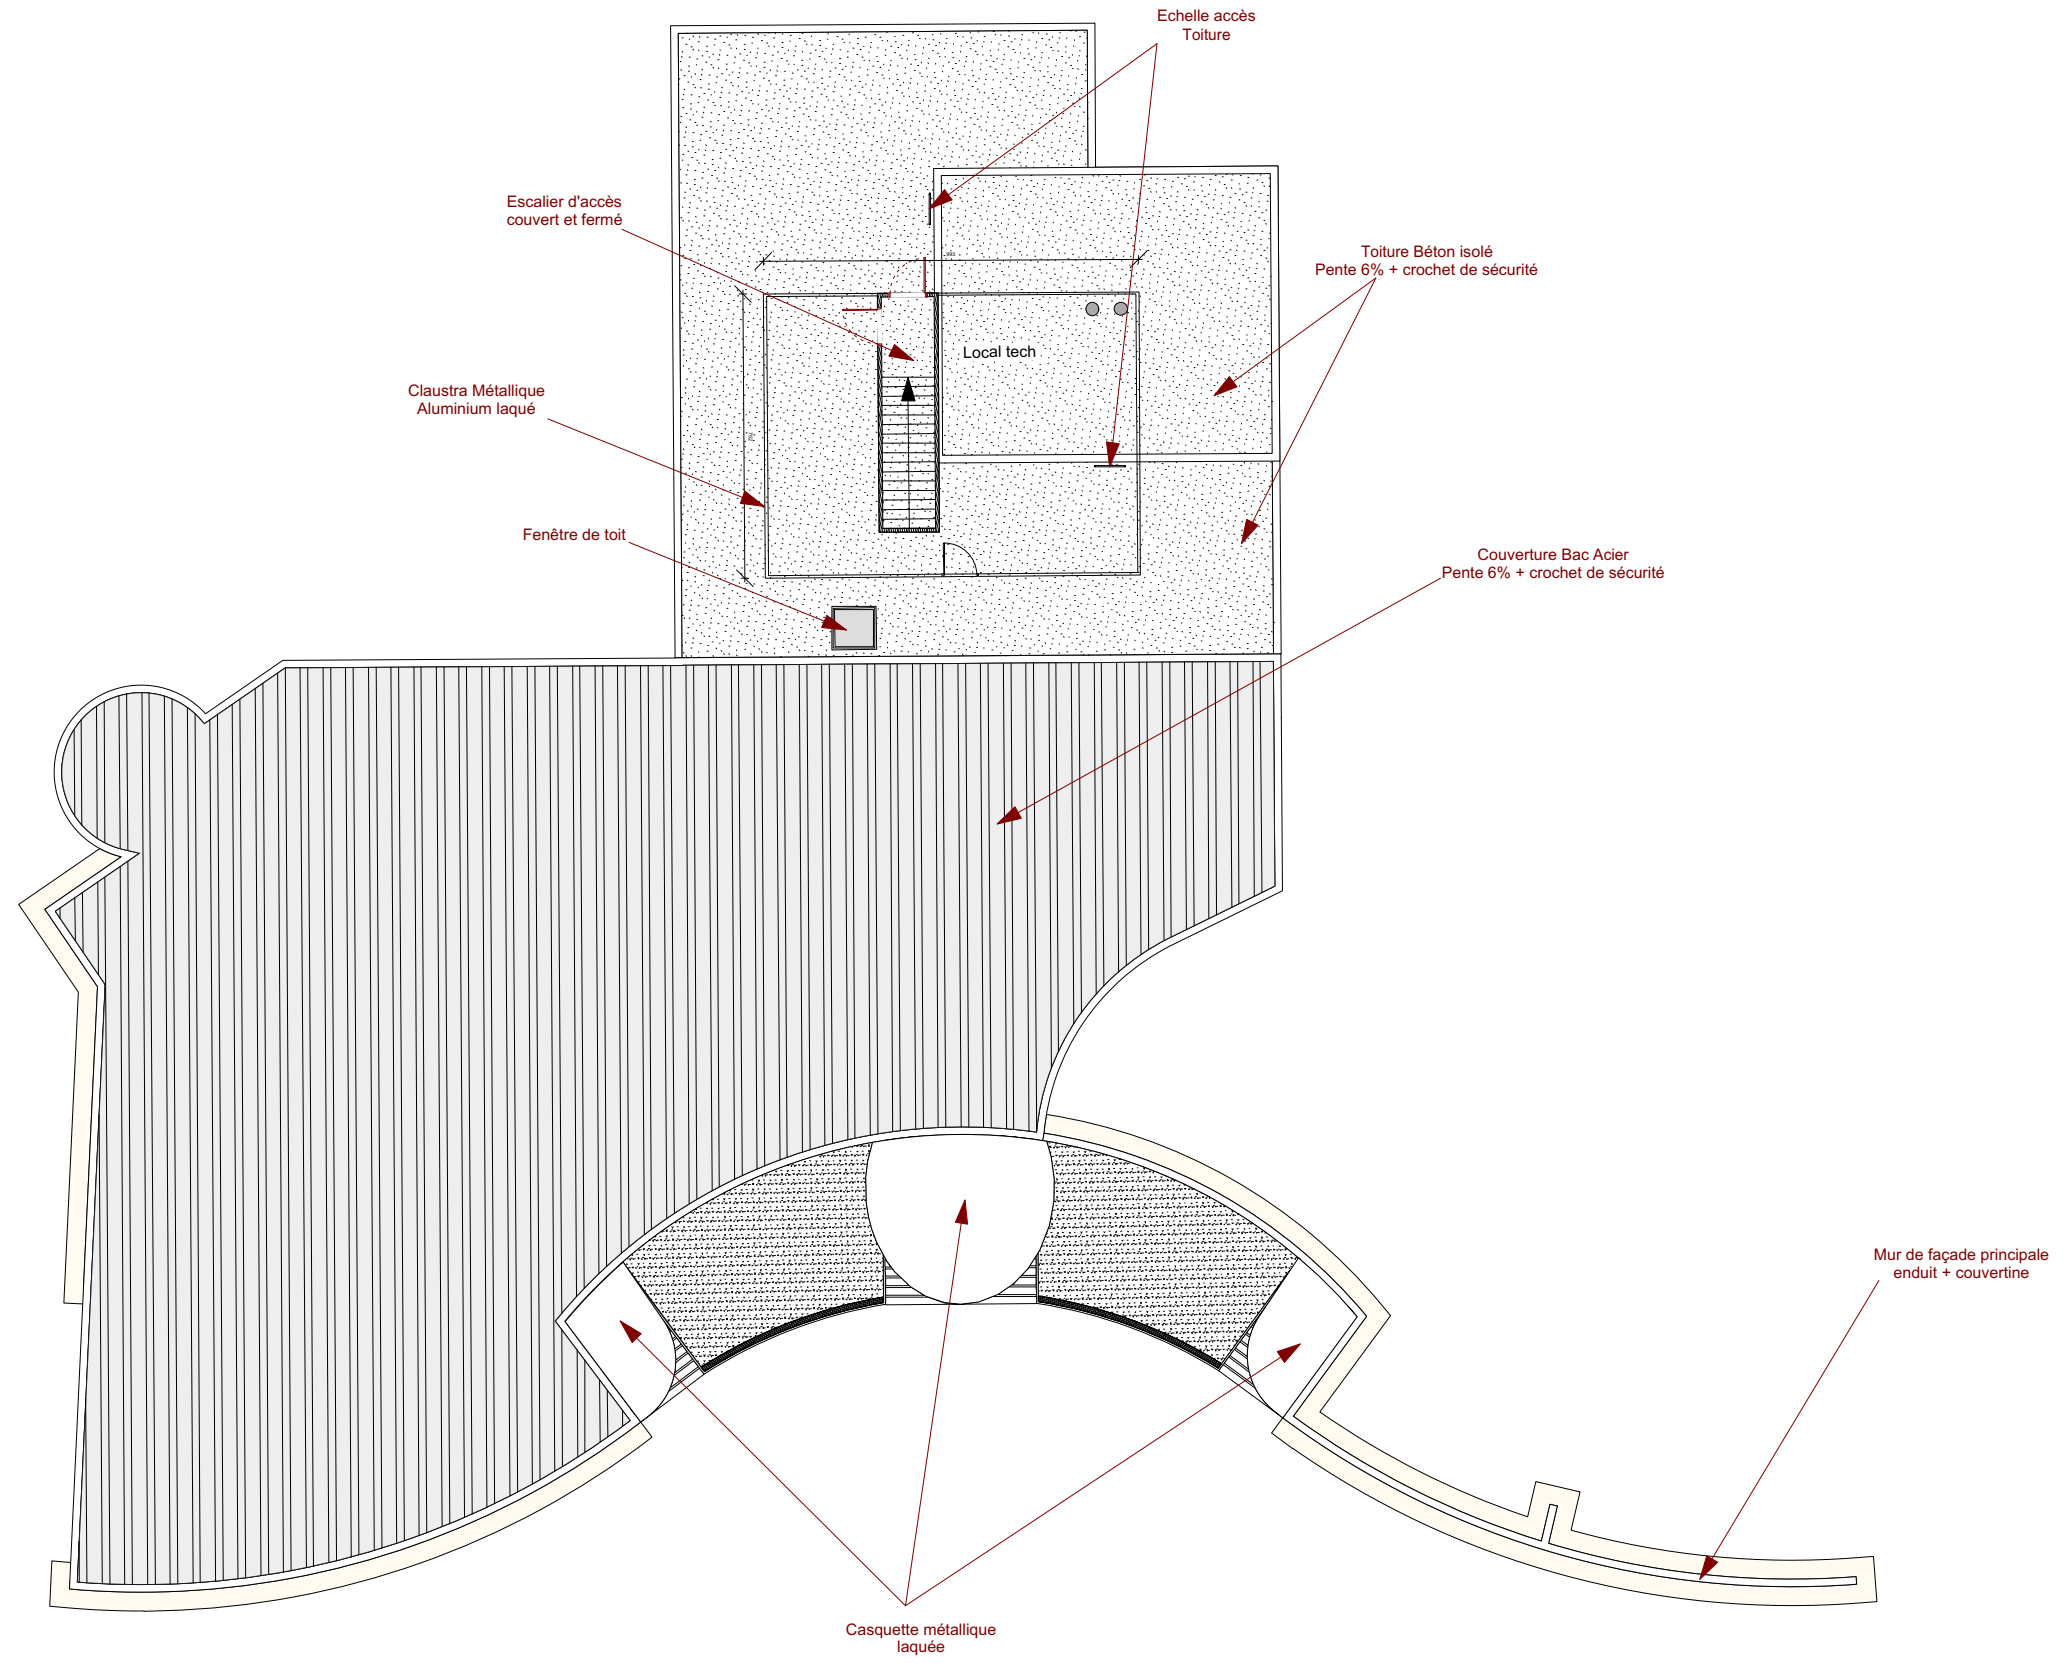 Echelle accès
Toiture
Escalier d'accès
couvert et fermé
Toiture Béton isolé
Pente 6% + crochet de sécurité
Local tech
Claustra Métallique
Aluminium laqué
Fenêtre de toit
Couverture Bac Acier
Pente 6% + crochet de sécurité
Mur de façade principale
enduit + couvertine
Casquette métallique
laquée